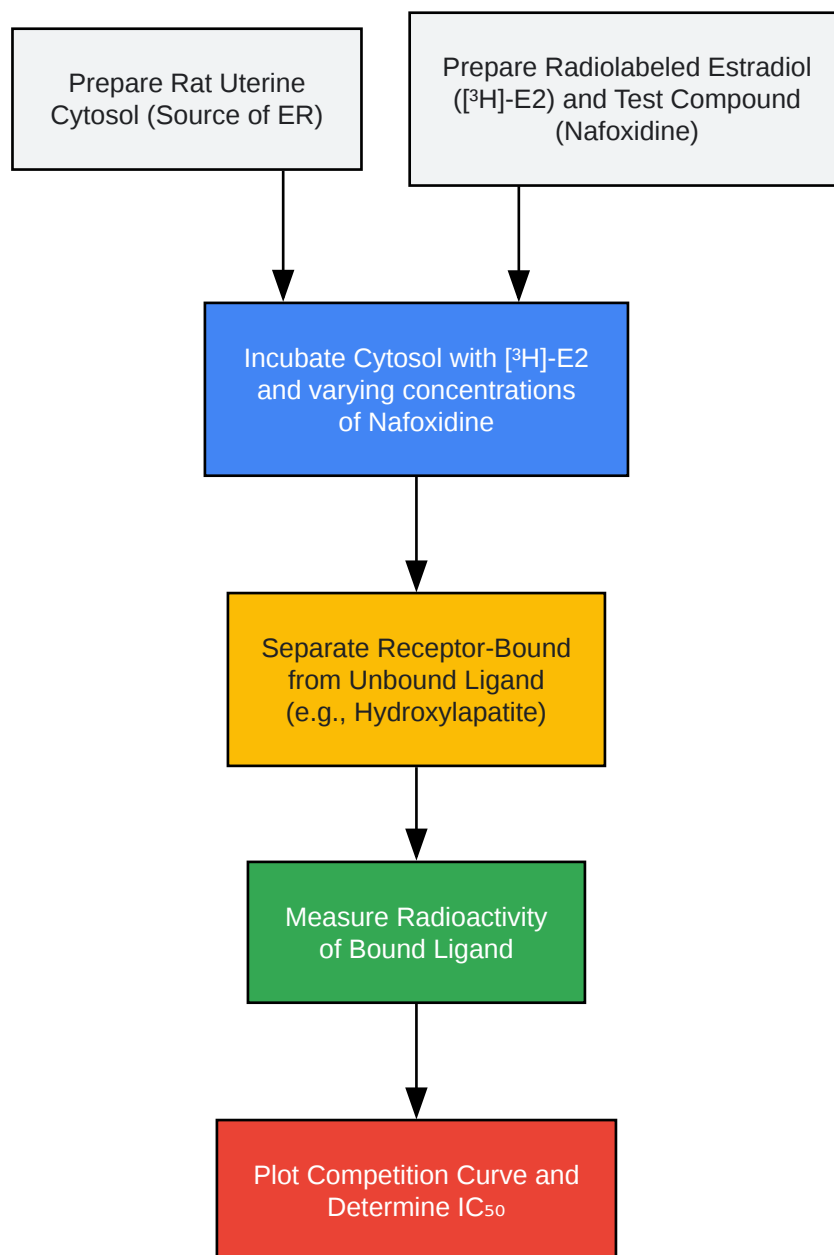 Prepare Rat Uterine
Cytosol (Source of ER)
Prepare Radiolabeled Estradiol
([³H]-E2) and Test Compound
(Nafoxidine)
Incubate Cytosol with [³H]-E2
and varying concentrations
of Nafoxidine
Separate Receptor-Bound
from Unbound Ligand
(e.g., Hydroxylapatite)
Measure Radioactivity
of Bound Ligand
Plot Competition Curve and
Determine IC₅₀